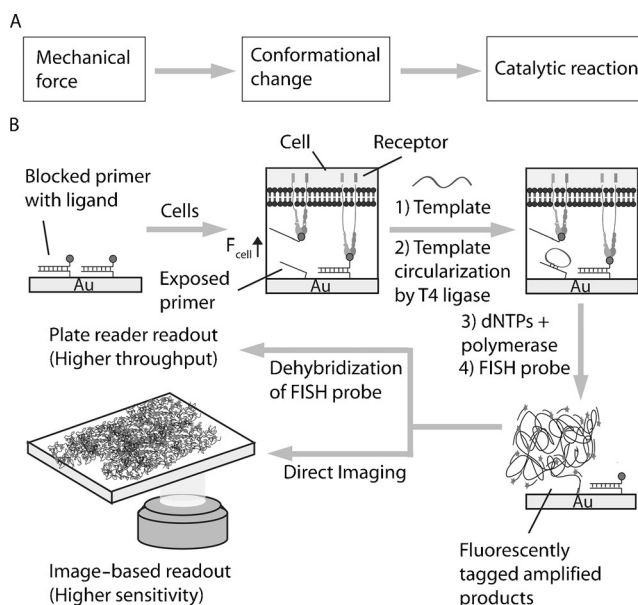 A
Mechanical
force
Conformational
change
Catalytic reaction
B
Cell
Receptor
Blocked primer
with ligand
Cells
Fcell
1) Template
2) Template
circularization
by T4 ligase
Exposed
primer
Au
Au
Au
3) dNTPs +
polymerase
4) FISH probe
Plate reader readout
(Higher throughput)
Dehybridization
of FISH probe
Direct Imaging
Au
Image-based readout
(Higher sensitivity)
Fluorescently
tagged amplified
products